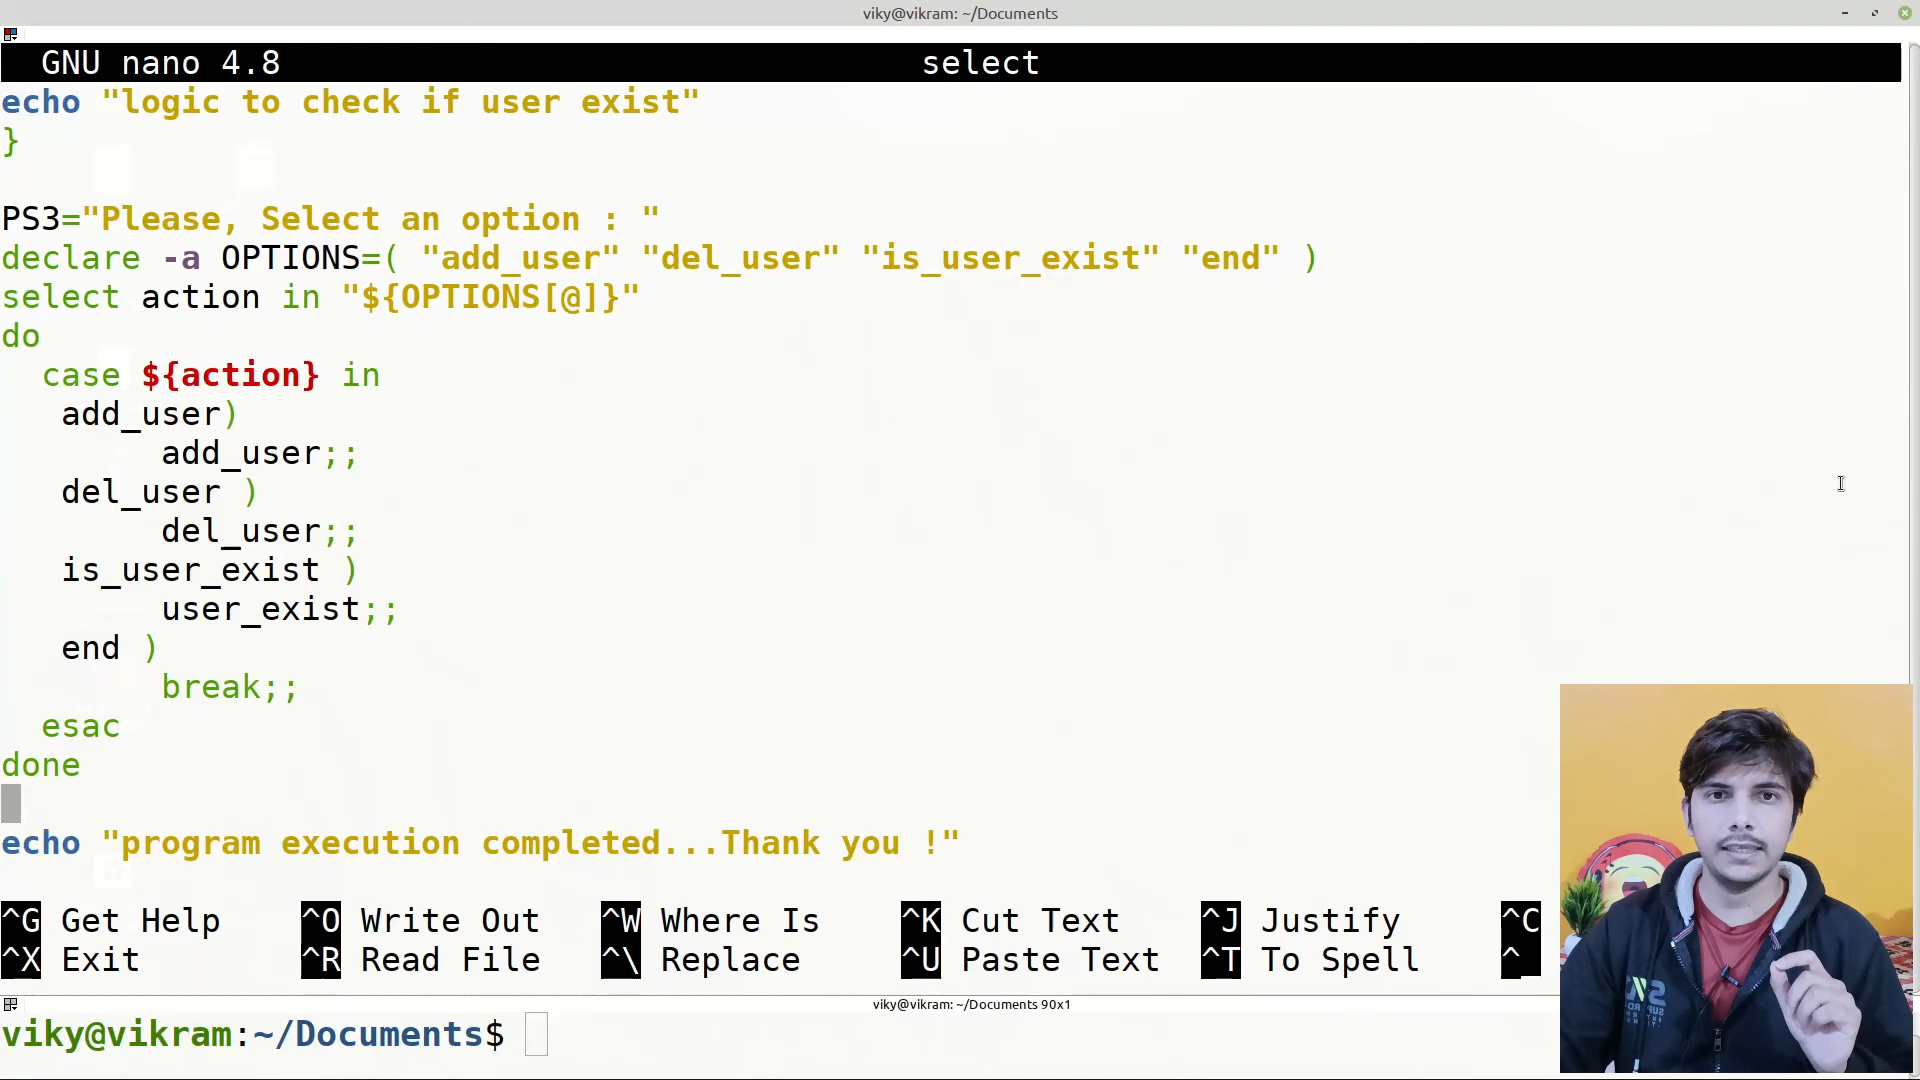 viky@vikram: ~/Documents
GNU nano 4.8 select
echo "logic to check if user exist"
}
PS3="Please, Select an option : "
declare -a OPTIONS=( "add_user" "del_user" "is_user_exist" "end" )
select action in "${OPTIONS[@]}"
do
  case ${action} in
   add_user)
        add_user;;
   del_user )
        del_user;;
   is_user_exist )
        user_exist;;
   end )
        break;;
  esac
done
echo "program execution completed...Thank you !"
^G Get Help ^O Write Out ^W Where Is ^K Cut Text ^J Justify ^C
^X Exit ^R Read File ^\ Replace ^U Paste Text ^T To Spell ^_
viky@vikram: ~/Documents 90x1
viky@vikram:~/Documents$